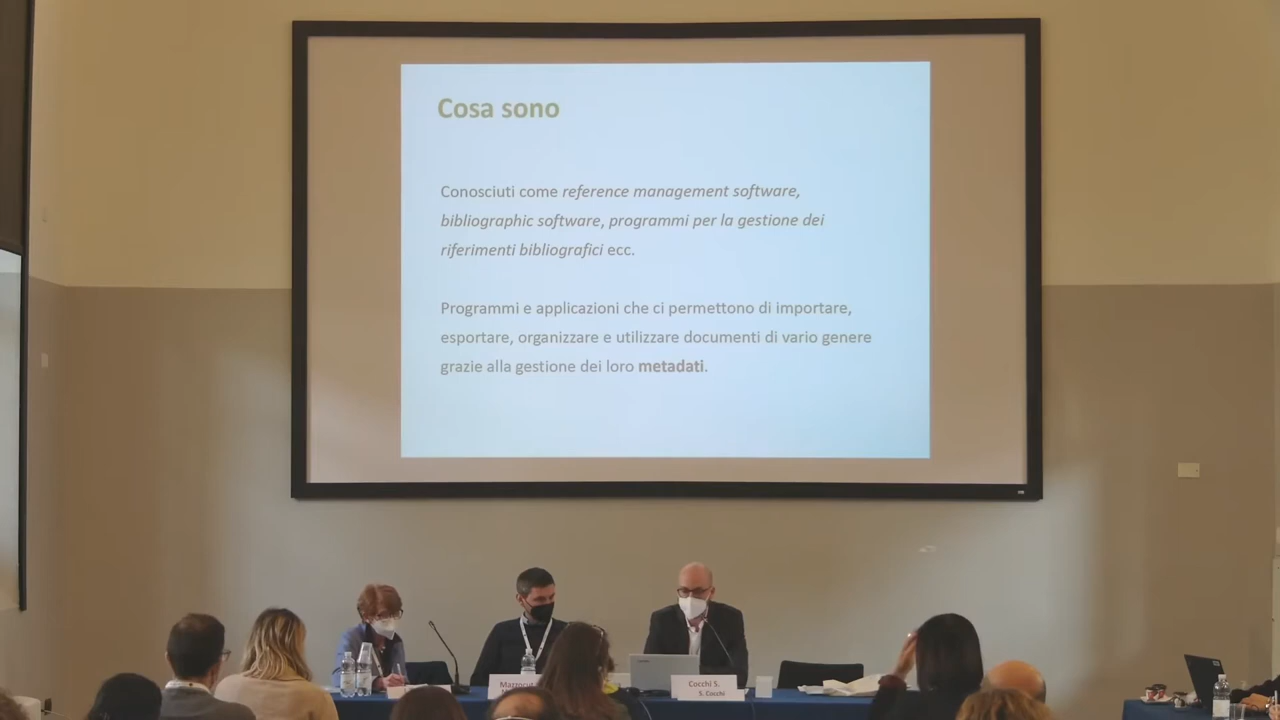 Cosa sono
Conosciuti come reference management software,
bibliographic software, programmi per la gestione dei
riferimenti bibliografici ecc.
Programmi e applicazioni che ci permettono di importare,
esportare, organizzare e utilizzare documenti di vario genere
grazie alla gestione dei loro metadati.
Cocchi S.
S. Cocchi